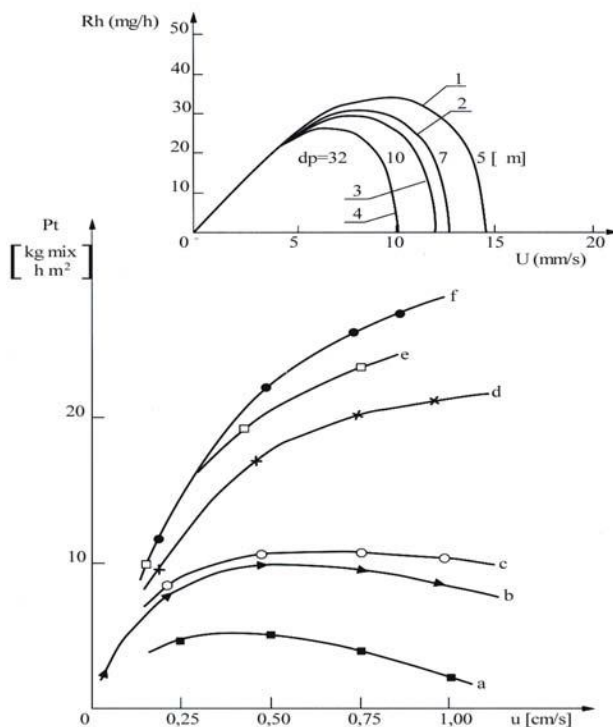 Rh (mg/h)
50
40
30
20
10
0
5
10
15
20
U (mm/s)
1
2
dp=32
10
7
5 [ m]
3
4
Pt
[kg mix
h m²]
20
10
0
0,25
0,50
0,75
1,00
u [cm/s]
f
e
d
c
b
a